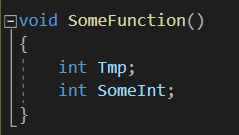 void SomeFunction()
{
    int Tmp;
    int SomeInt;
}